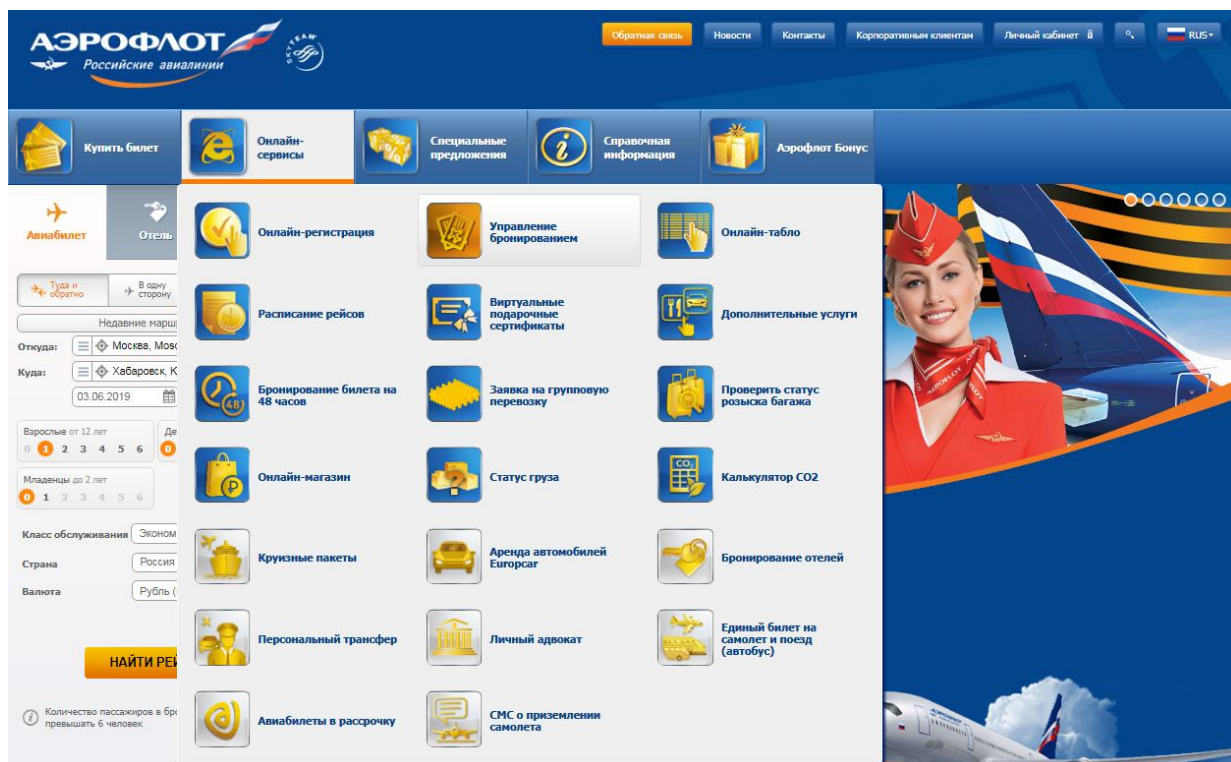 АЭРОФЛОТ
Российские авиалинии
SKYTEAM
Обратная связь
Новости
Контакты
Корпоративным клиентам
Личный кабинет
RUS
Купить билет
Онлайн-
сервисы
Специальные
предложения
Справочная
информация
Аэрофлот Бонус
Авиабилет
Отель
Туда и
обратно
В одну
сторону
Недавние
Откуда:
Москва,
Куда:
Хабаровск,
03.06.2019
Взрослые от 12 лет
0 1 2 3 4 5 6
0
Младенцы до 2 лет
0 1 2 3 4 5 6
Класс обслуживания
Эконом
Страна
Россия
Валюта
Рубль (
НАЙТИ
Количество пассажиров в
превышать 6 человек
Онлайн-регистрация
Управление
бронированием
Онлайн-табло
Расписание рейсов
Виртуальные
подарочные
сертификаты
Дополнительные услуги
48
Бронирование билета на
48 часов
Заявка на групповую
перевозку
Проверить статус
розыска багажа
Онлайн-магазин
Статус груза
CO2
Калькулятор CO2
Круизные пакеты
Аренда автомобилей
Europcar
Бронирование отелей
Персональный трансфер
Личный адвокат
Единый билет на
самолет и поезд
(автобус)
Авиабилеты в рассрочку
СМС о приземлении
самолета
AEROFLOT